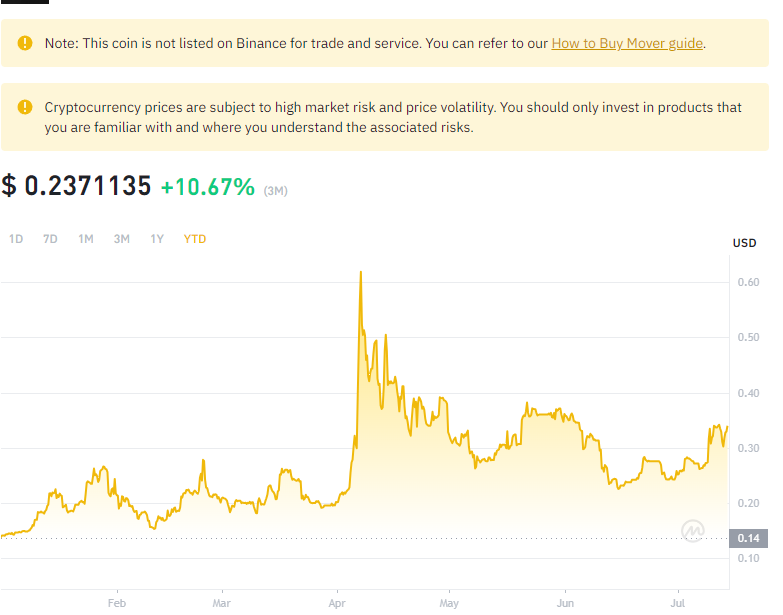 Note: This coin is not listed on Binance for trade and service. You can refer to our How to Buy Mover guide.
Cryptocurrency prices are subject to high market risk and price volatility. You should only invest in products that
you are familiar with and where you understand the associated risks.
$ 0.2371135 +10.67% (3M)
1D 7D 1M 3M 1Y YTD
USD
0.60
0.50
0.40
0.30
0.20
0.14
0.10
Feb Mar Apr May Jun Jul